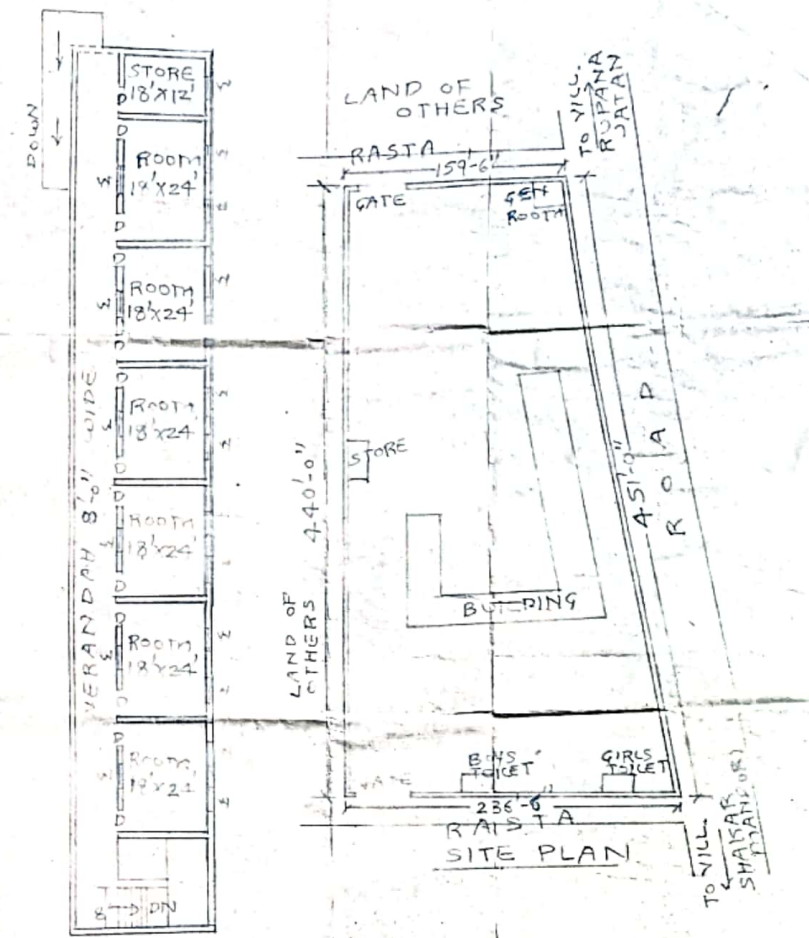 DOWN
STORE
18'X12'
D
D
ROOM
18'X24'
W
D
D
ROOM
18'X24'
W
D
D
ROOM
18'X24'
D
D
ROOM
18'X24'
D
D
ROOM
18'X24'
W
D
D
ROOM
D
VERANDAH 8'-0" WIDE
DN
LAND OF
OTHERS
RASTA
159-6"
GATE
GEN
ROOM
TO VILL.
RUPANA
JATAN
STORE
LAND OF
OTHERS
440'-0"
451'-0"
ROAD
BUILDING
BOYS
TOILET
GIRLS
TOILET
236'-6"
RAISTA
SITE PLAN
TO VILL.
SHAKAR